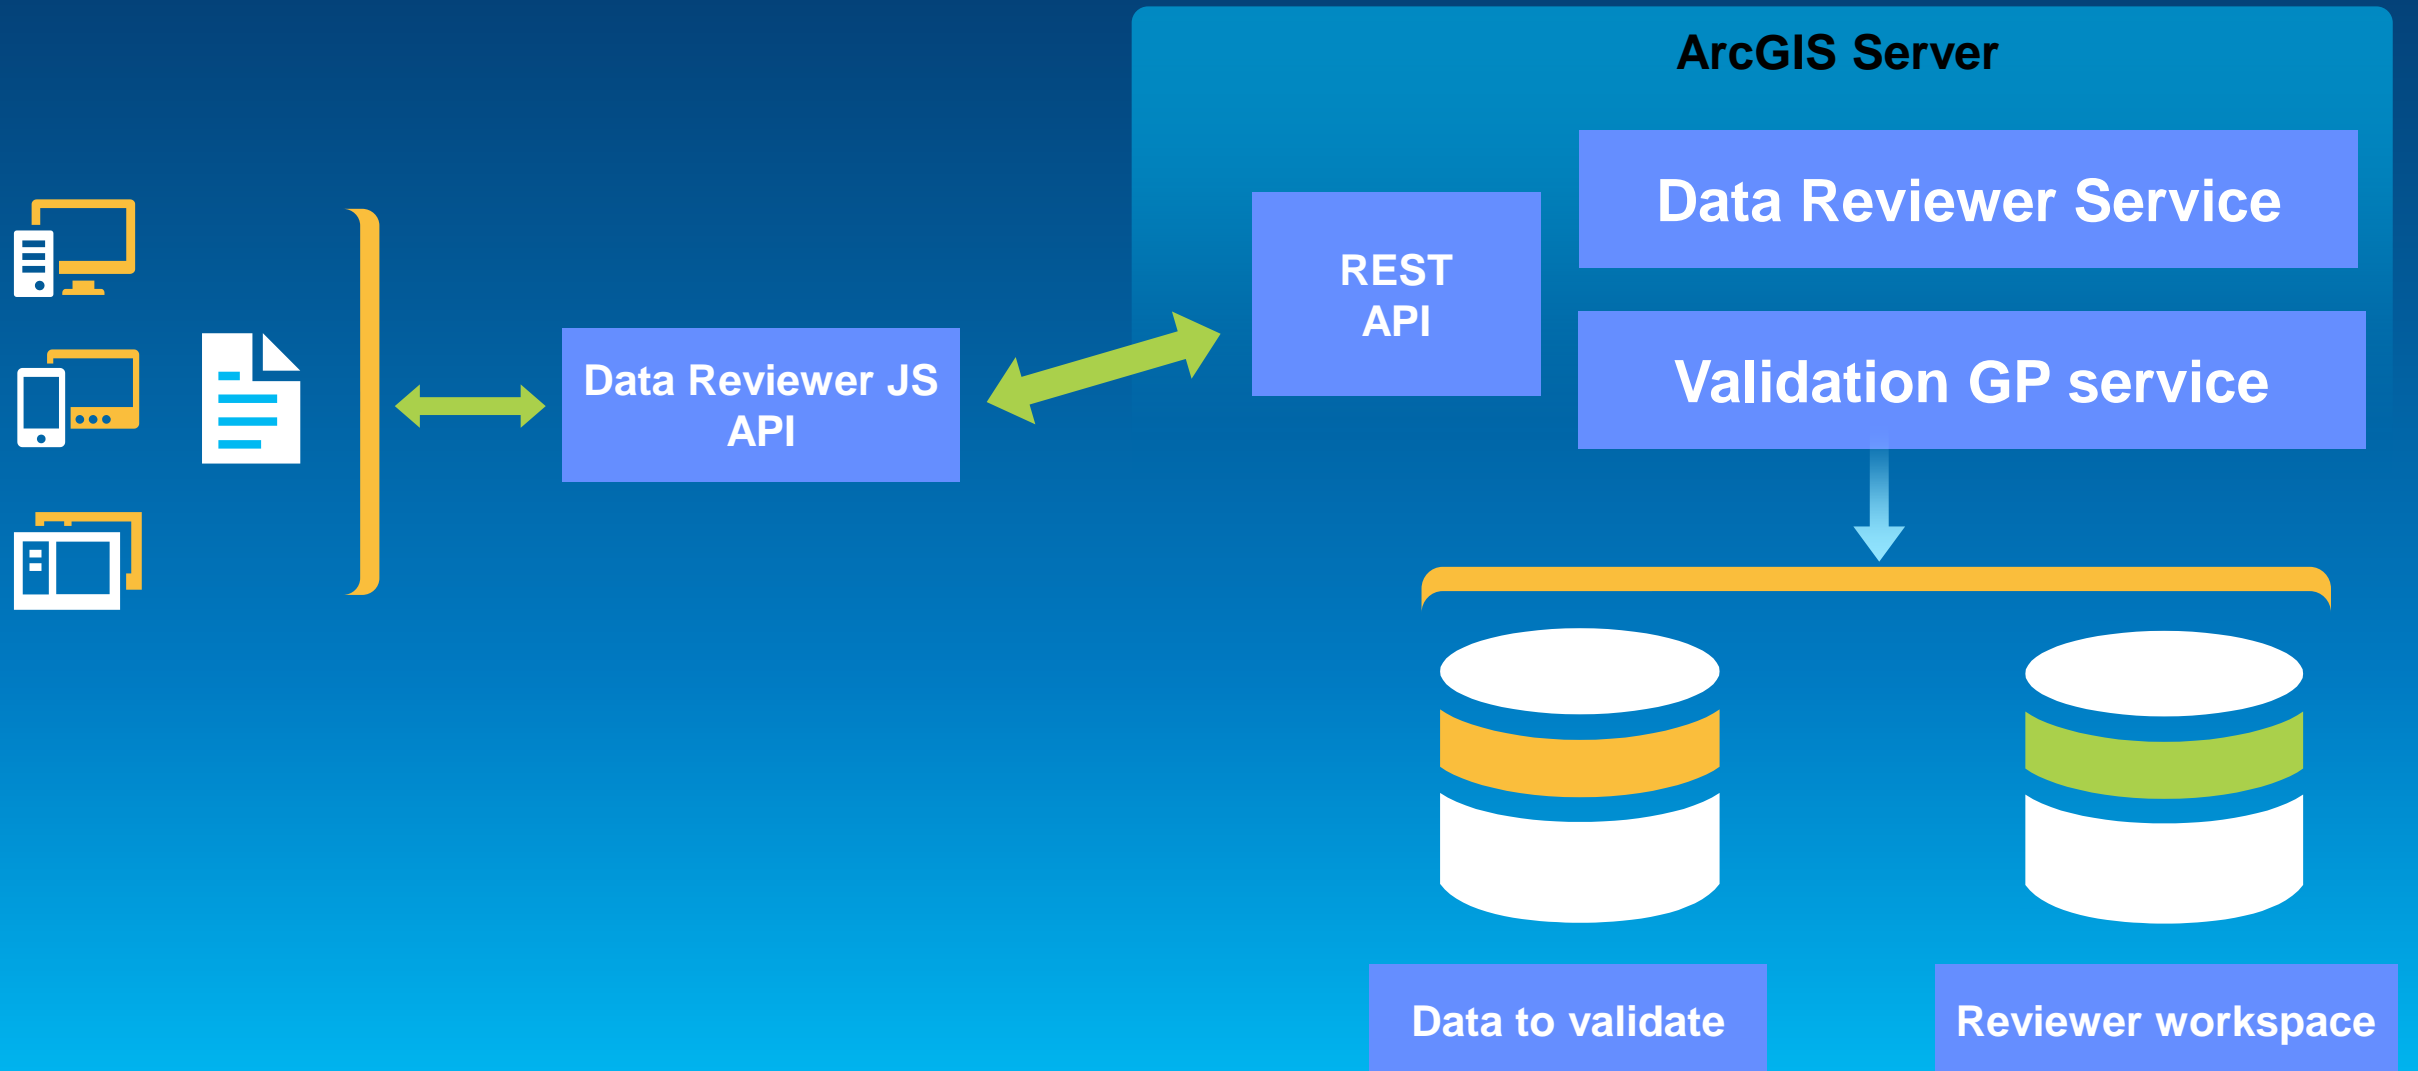 ArcGIS Server
Data Reviewer Service
REST
API
Validation GP service
Data Reviewer JS
API
Data to validate
Reviewer workspace